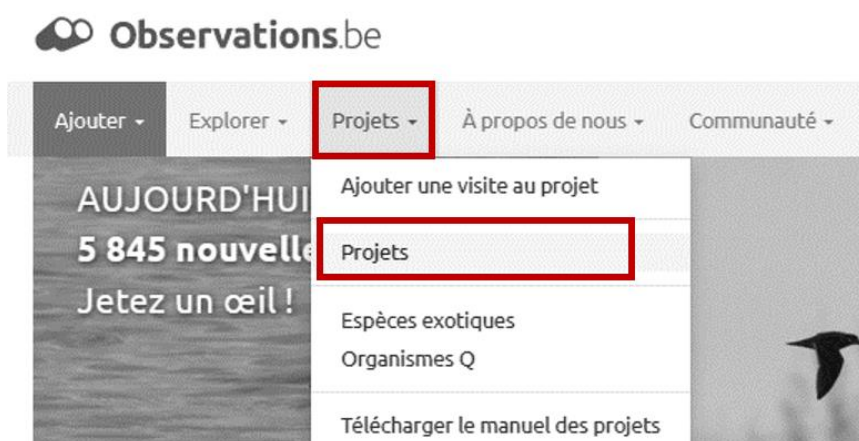 Observations.be
Ajouter Explorer Projets À propos de nous Communauté
AUJOURD'HUI
5 845 nouvelle
Jetez un œil !
Ajouter une visite au projet
Projets
Espèces exotiques
Organismes Q
Télécharger le manuel des projets